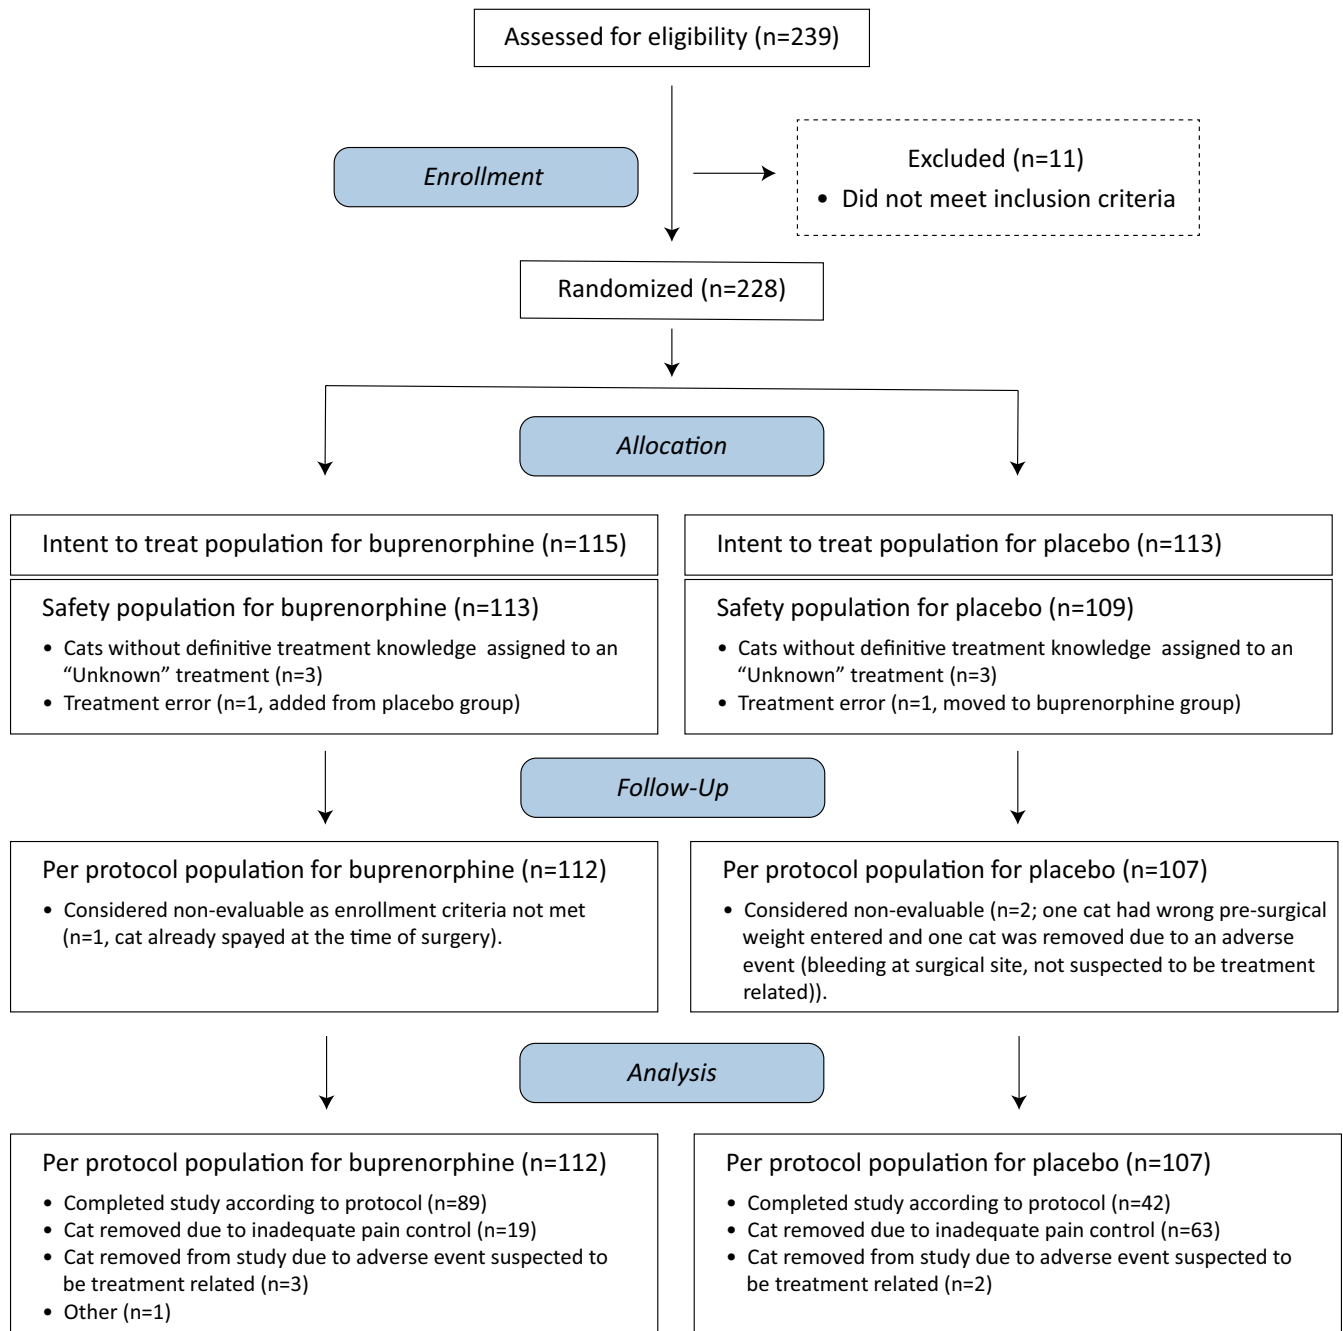 Assessed for eligibility (n=239)
Enrollment
Excluded (n=11)
• Did not meet inclusion criteria
Randomized (n=228)
Allocation
Intent to treat population for buprenorphine (n=115)
Safety population for buprenorphine (n=113)
• Cats without definitive treatment knowledge assigned to an
“Unknown” treatment (n=3)
• Treatment error (n=1, added from placebo group)
Intent to treat population for placebo (n=113)
Safety population for placebo (n=109)
• Cats without definitive treatment knowledge assigned to an
“Unknown” treatment (n=3)
• Treatment error (n=1, moved to buprenorphine group)
Follow-Up
Per protocol population for buprenorphine (n=112)
• Considered non-evaluable as enrollment criteria not met
(n=1, cat already spayed at the time of surgery).
Per protocol population for placebo (n=107)
• Considered non-evaluable (n=2; one cat had wrong pre-surgical
weight entered and one cat was removed due to an adverse
event (bleeding at surgical site, not suspected to be treatment
related)).
Analysis
Per protocol population for buprenorphine (n=112)
• Completed study according to protocol (n=89)
• Cat removed due to inadequate pain control (n=19)
• Cat removed from study due to adverse event suspected to
be treatment related (n=3)
• Other (n=1)
Per protocol population for placebo (n=107)
• Completed study according to protocol (n=42)
• Cat removed due to inadequate pain control (n=63)
• Cat removed from study due to adverse event suspected to
be treatment related (n=2)